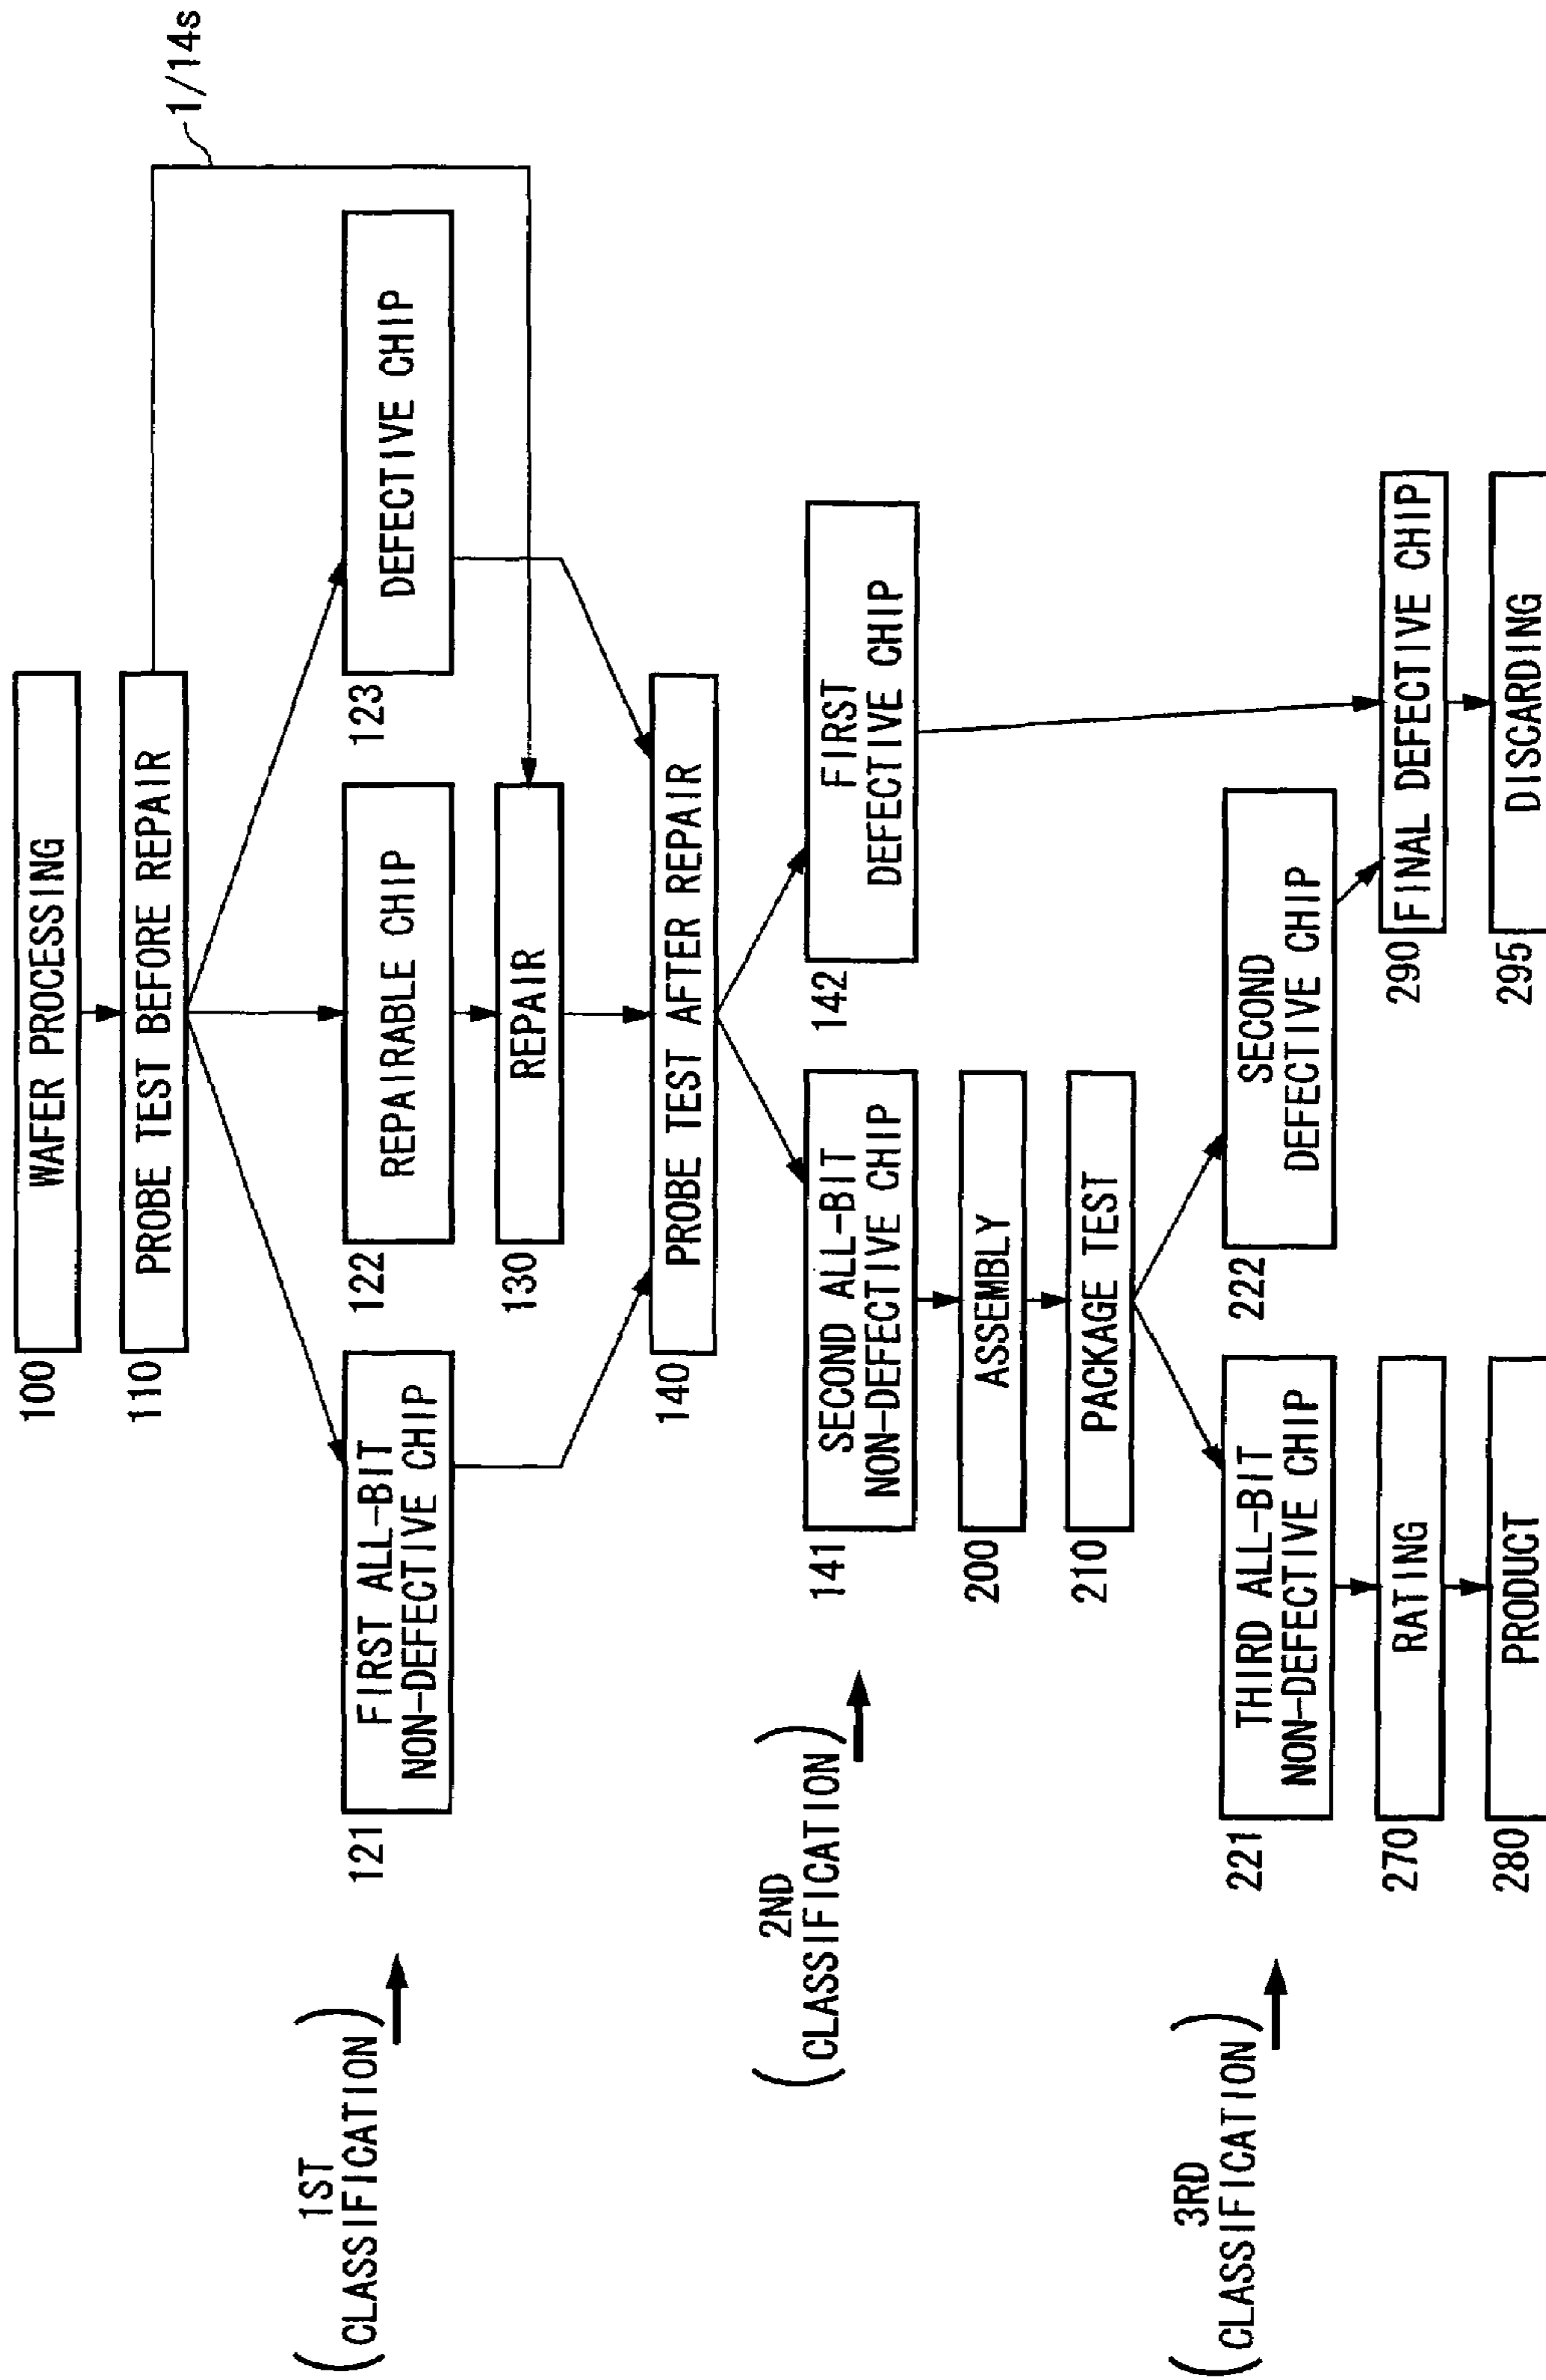 100
WAFER PROCESSING
110
PROBE TEST BEFORE REPAIR
1/14s
(1ST
CLASSIFICATION)
121
FIRST ALL-BIT
NON-DEFECTIVE CHIP
122
REPAIRABLE CHIP
123
DEFECTIVE CHIP
130
REPAIR
140
PROBE TEST AFTER REPAIR
(2ND
CLASSIFICATION)
141
SECOND ALL-BIT
NON-DEFECTIVE CHIP
142
FIRST
DEFECTIVE CHIP
200
ASSEMBLY
210
PACKAGE TEST
(3RD
CLASSIFICATION)
221
THIRD ALL-BIT
NON-DEFECTIVE CHIP
222
SECOND
DEFECTIVE CHIP
270
RATING
290
FINAL DEFECTIVE CHIP
280
PRODUCT
295
DISCARDING